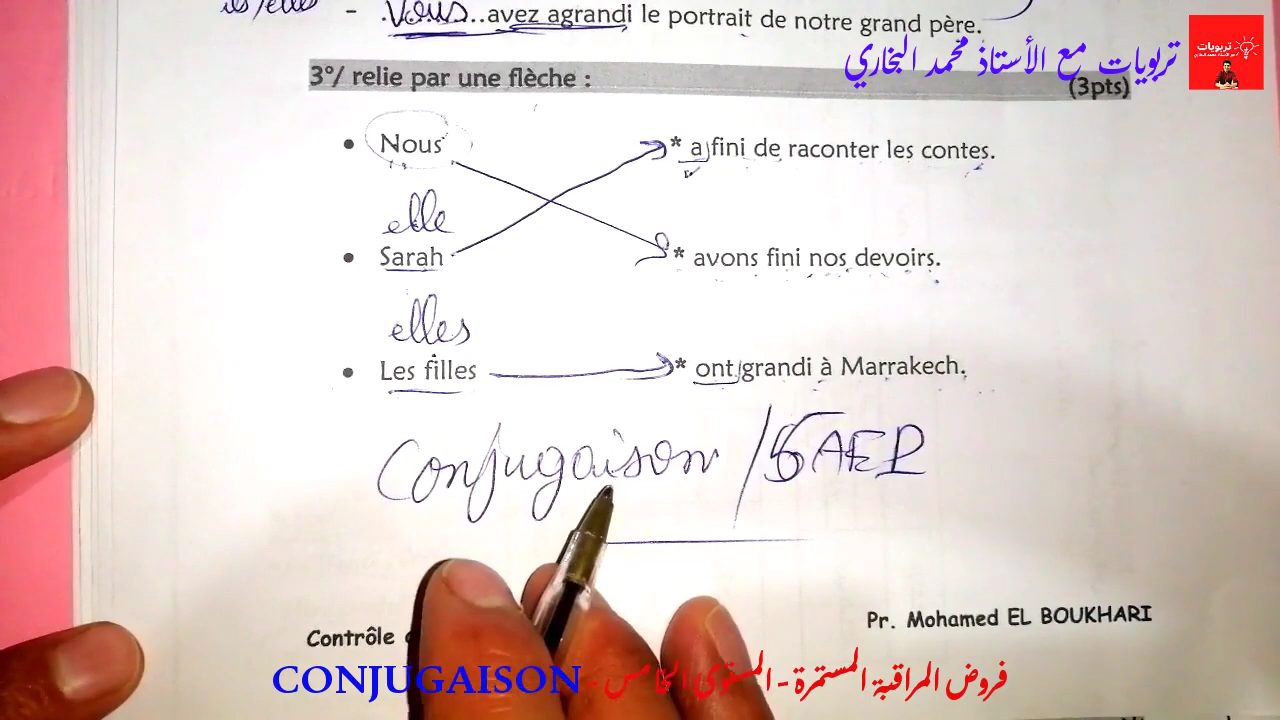 ils/elles - .Vous..avez agrandi le portrait de notre grand père.
تربويات مع الأستاذ محمد البخاري
تربويات
3°/ relie par une flèche : (3pts)
• Nous * a fini de raconter les contes.
elle
• Sarah * avons fini nos devoirs.
elles
• Les filles * ont grandi à Marrakech.
Conjugaison / 5AEP
Pr. Mohamed EL BOUKHARI
Contrôle
CONJUGAISON - فروض المراقبة المستمرة - المستوى الخامس